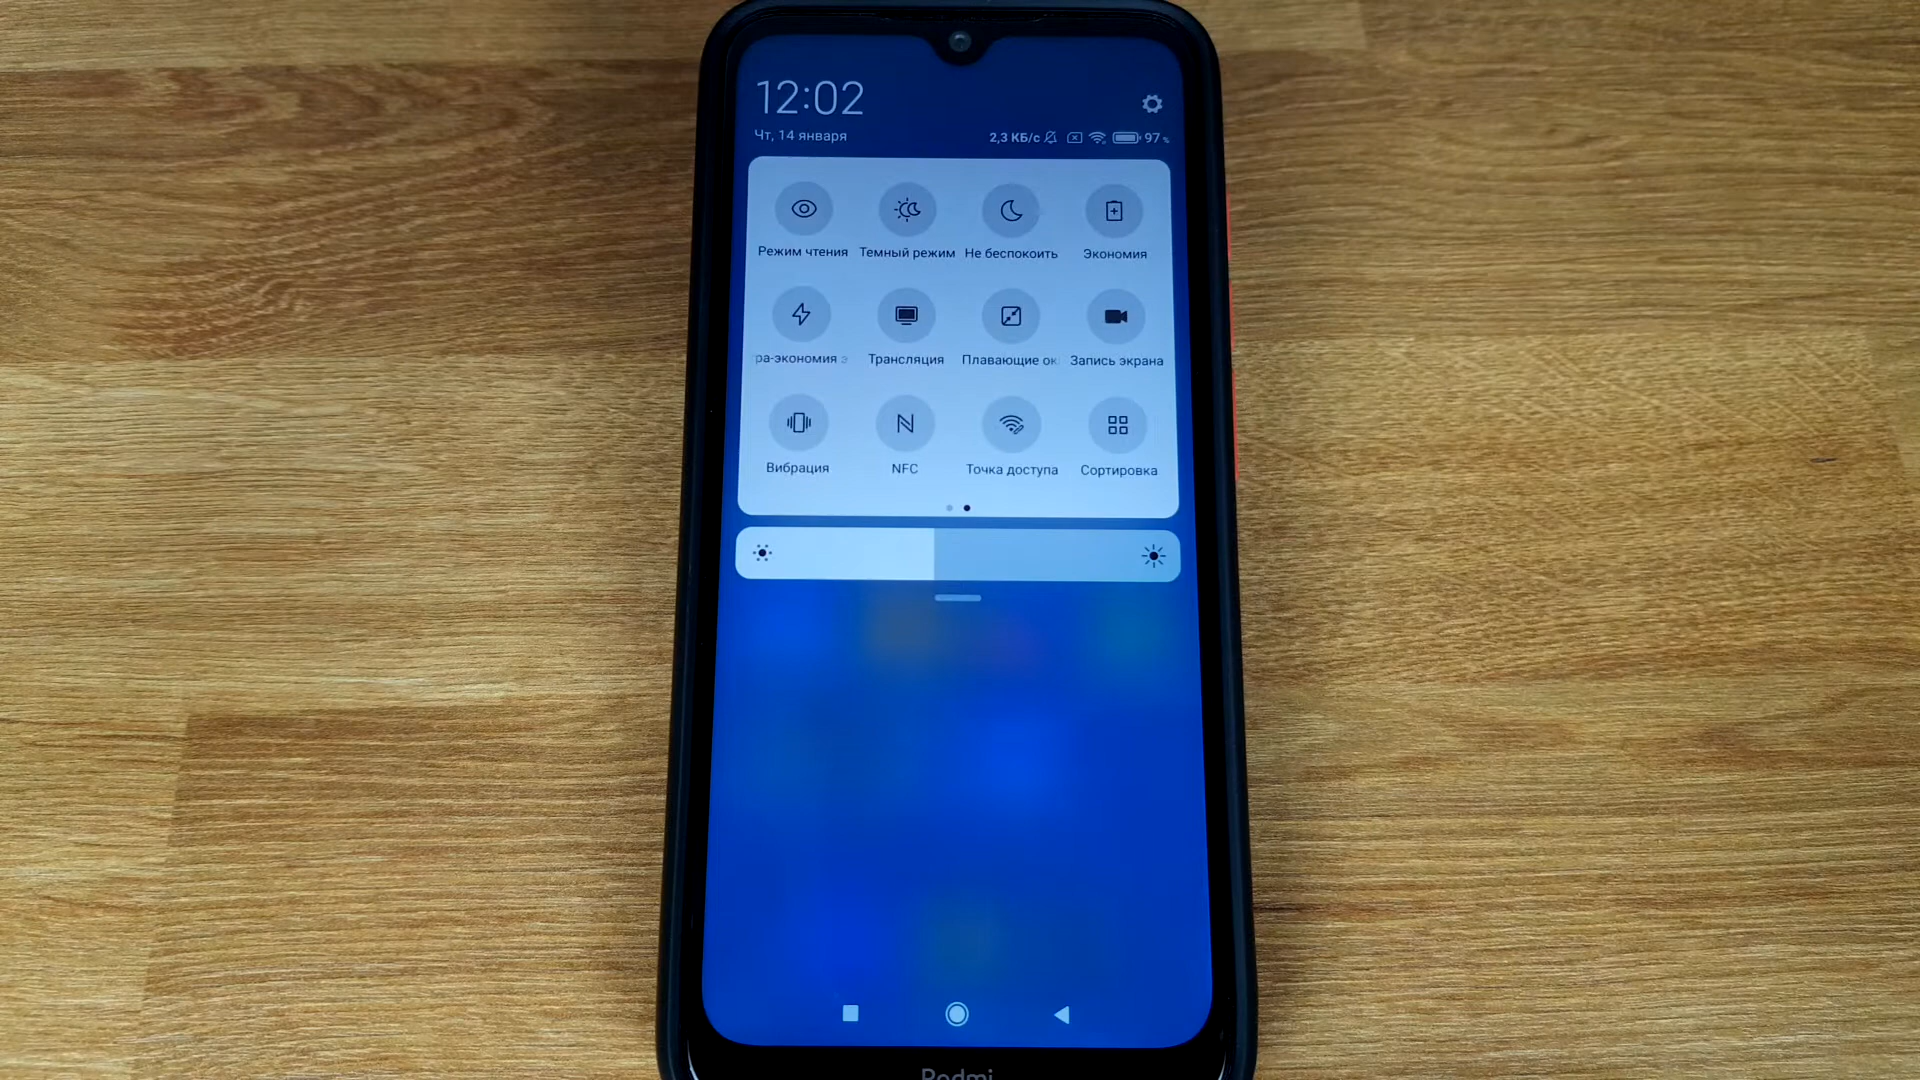 12:02
Чт, 14 января
2,3 КБ/с 97 %
Режим чтения Темный режим Не беспокоить Экономия
ра-экономия э Трансляция Плавающие ок Запись экрана
Вибрация NFC Точка доступа Сортировка
Redmi